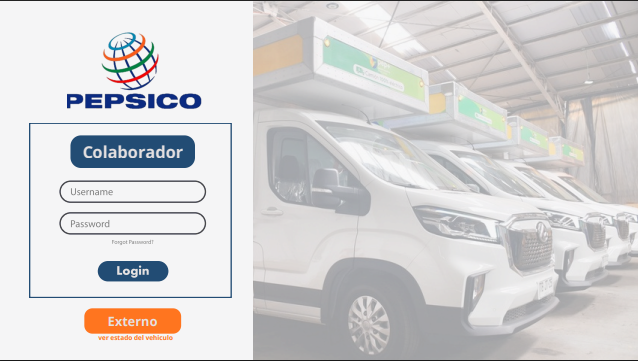 PEPSICO
Colaborador
Username
Password
Forgot Password?
Login
Externo
ver estado del vehículo